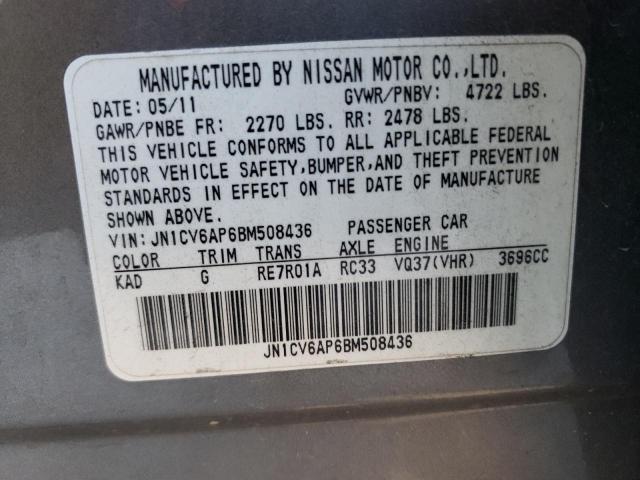 MANUFACTURED BY NISSAN MOTOR CO.,LTD.
DATE: 05/11 GVWR/PNBV: 4722 LBS.
GAWR/PNBE FR: 2270 LBS. RR: 2478 LBS.
THIS VEHICLE CONFORMS TO ALL APPLICABLE FEDERAL
MOTOR VEHICLE SAFETY,BUMPER,AND THEFT PREVENTION
STANDARDS IN EFFECT ON THE DATE OF MANUFACTURE
SHOWN ABOVE.
VIN: JN1CV6AP6BM508436 PASSENGER CAR
COLOR TRIM TRANS AXLE ENGINE
KAD G RE7R01A RC33 VQ37(VHR) 3696CC
JN1CV6AP6BM508436